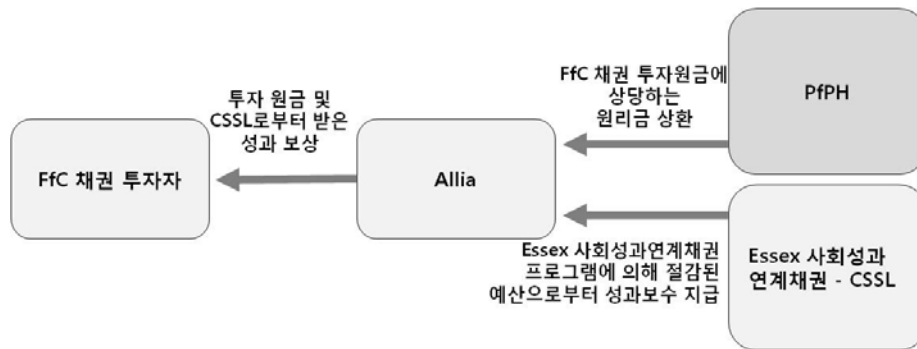 FfC 채권 투자자
투자 원금 및
CSSL로부터 받은
성과 보상
Allia
FfC 채권 투자원금에
상당하는
원리금 상환
PfPH
Essex 사회성과연계채권
프로그램에 의해 절감된
예산으로부터 성과보수 지급
Essex 사회성과
연계채권 - CSSL